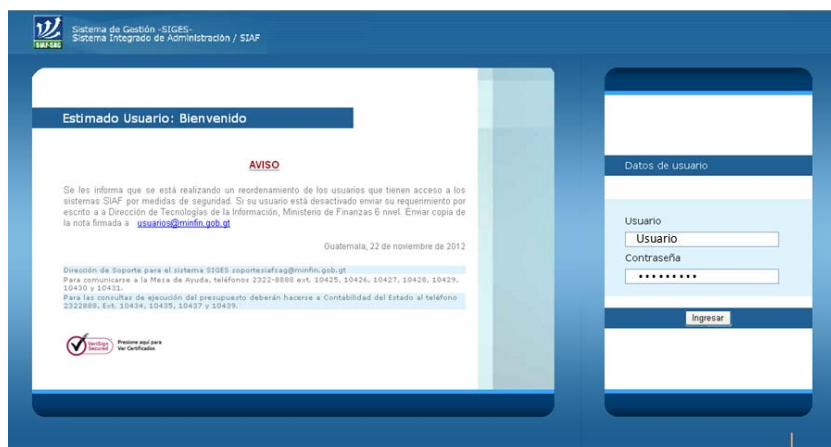 SIAF-SAG
Sistema de Gestión -SIGES-
Sistema Integrado de Administración / SIAF
Estimado Usuario: Bienvenido
AVISO
Se les informa que se está realizando un reordenamiento de los usuarios que tienen acceso a los
sistemas SIAF por medidas de seguridad. Si su usuario está desactivado enviar su requerimiento por
escrito a a Dirección de Tecnologías de la Información, Ministerio de Finanzas 6 nivel. Enviar copia de
la nota firmada a usuarios@minfin.gob.gt
Guatemala, 22 de noviembre de 2012
Dirección de Soporte para el sistema SIGES soportesiafsag@minfin.gob.gt
Para comunicarse a la Mesa de Ayuda, teléfonos 2322-8888 ext. 10425, 10426, 10427, 10428, 10429,
10430 y 10431.
Para las consultas de ejecución del presupuesto deberán hacerse a Contabilidad del Estado al teléfono
2322888, Ext. 10434, 10435, 10437 y 10439.
VeriSign
Secured
Presione aquí para
Ver Certificados
Datos de usuario
Usuario
Usuario
Contraseña
•••••••••
Ingresar